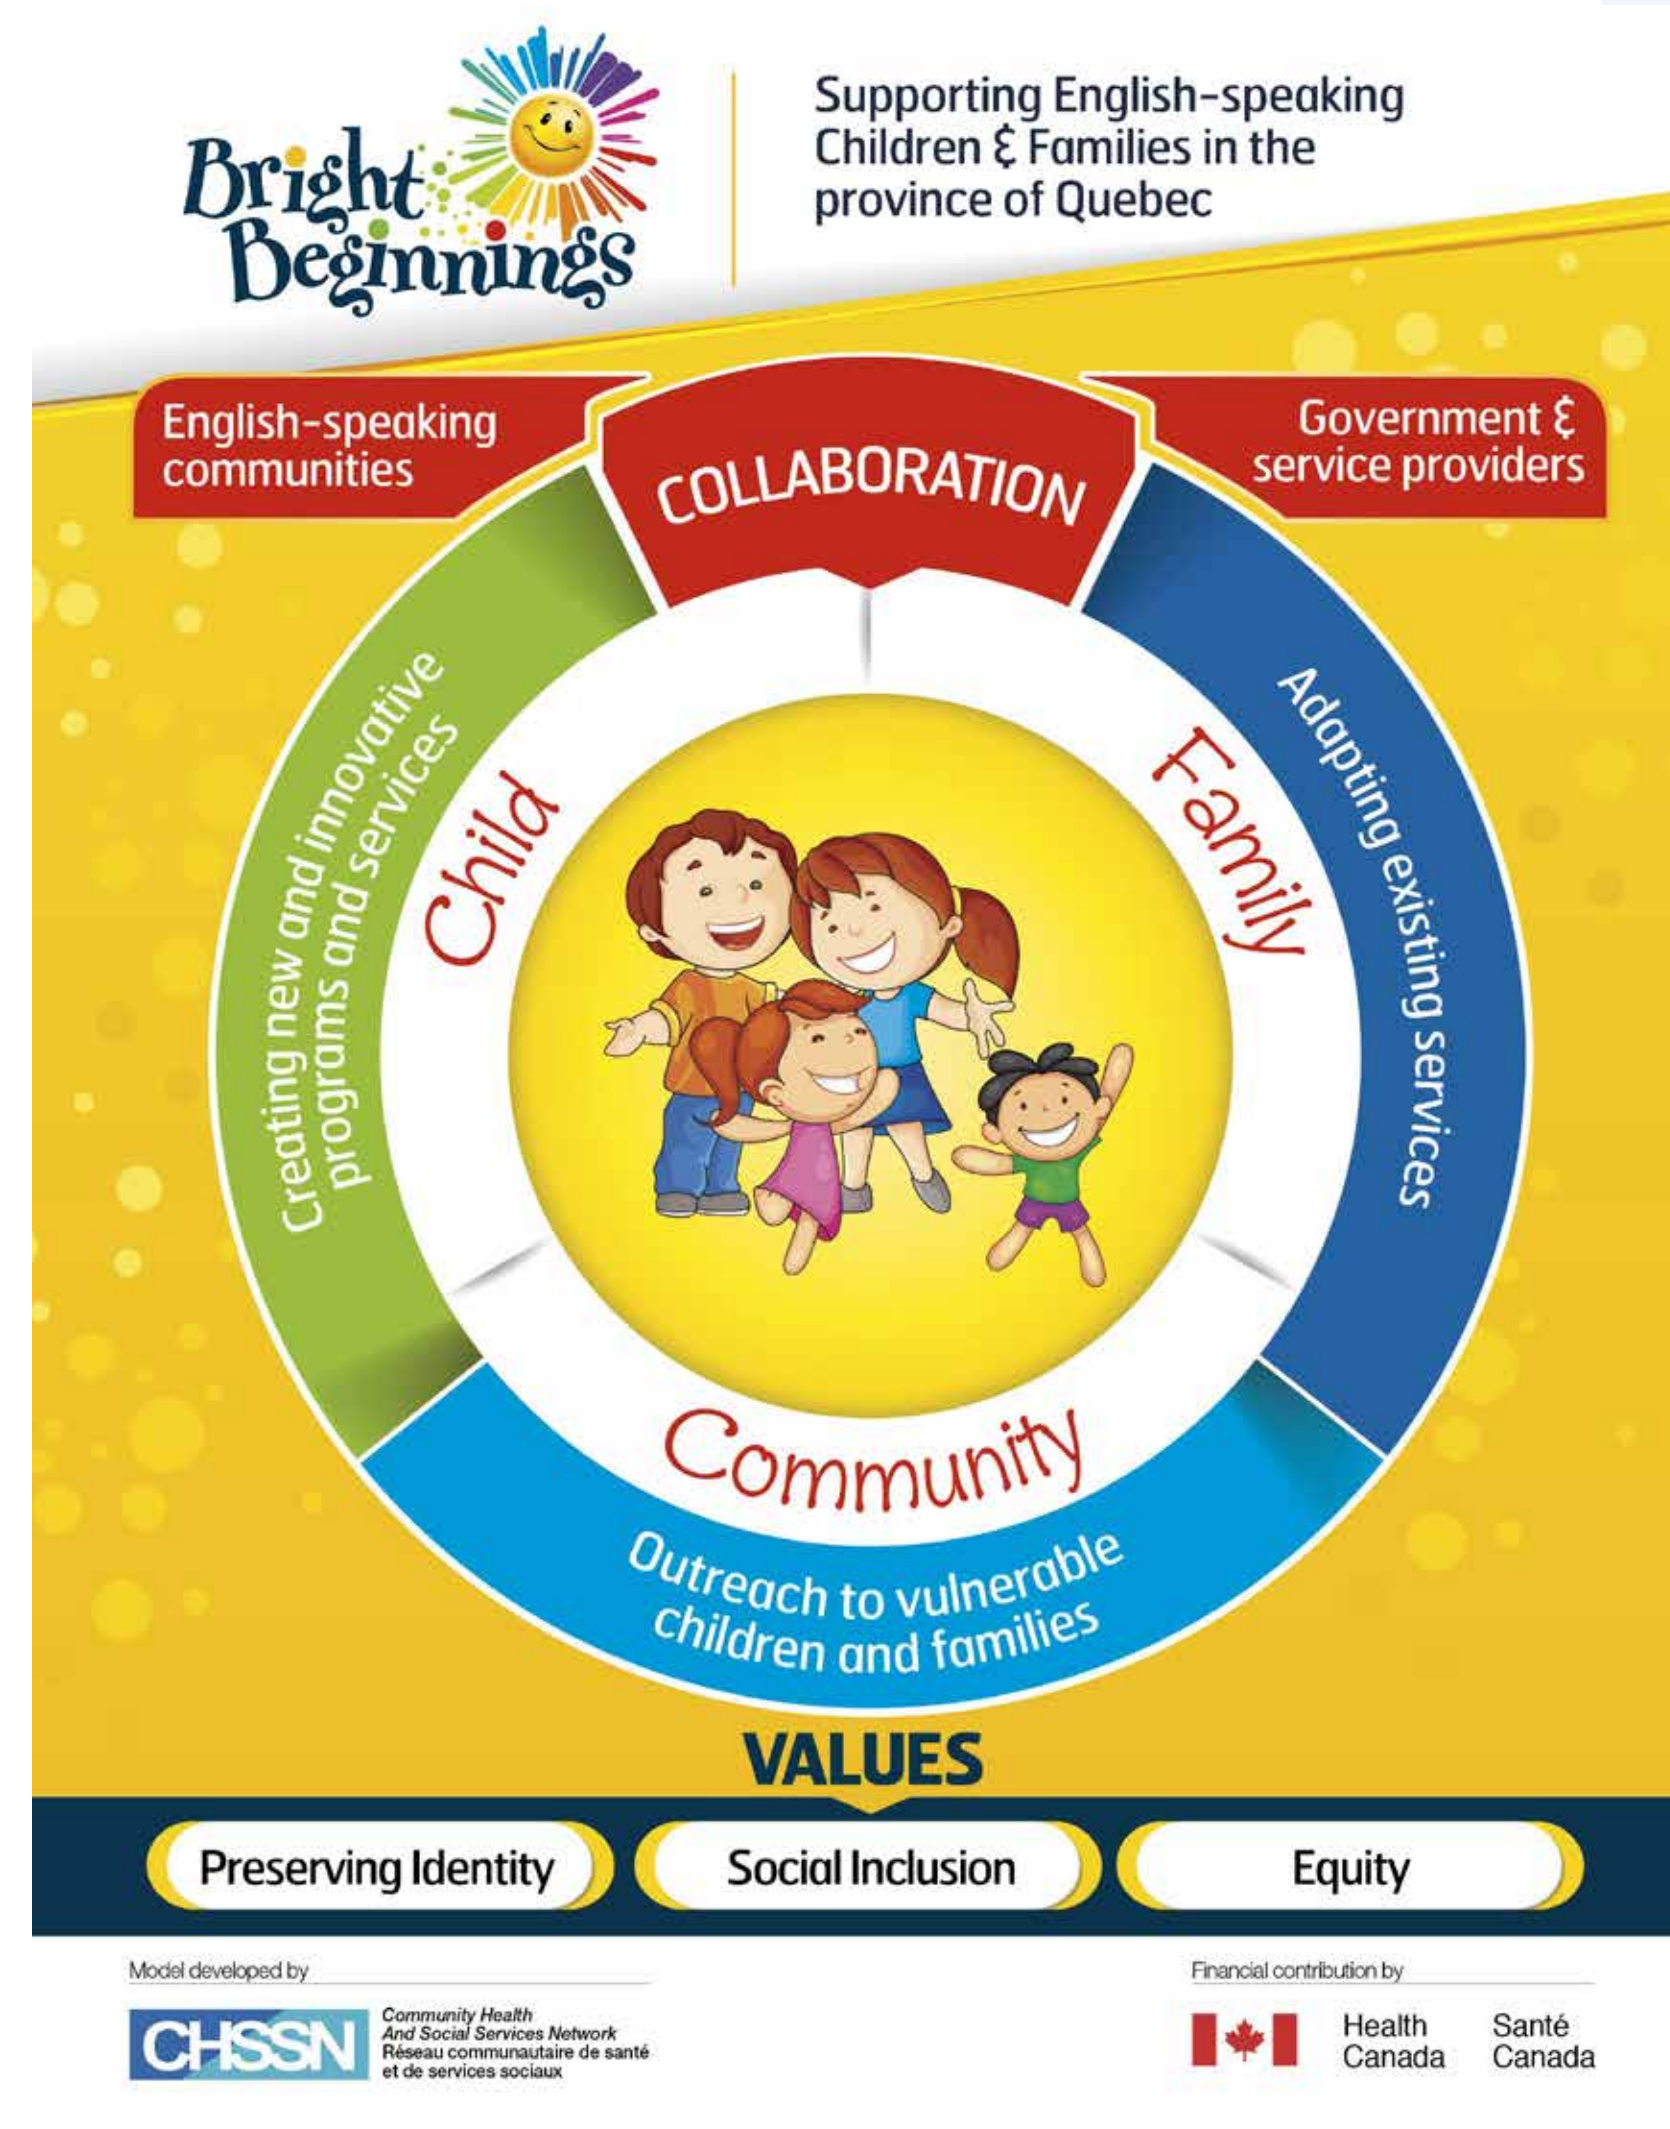 Bright
Beginnings
Supporting English-speaking
Children & Families in the
province of Quebec
English-speaking
communities
COLLABORATION
Government &
service providers
Creating new and innovative
programs and services
Child
Family
Adapting existing services
Community
Outreach to vulnerable
children and families
VALUES
Preserving Identity
Social Inclusion
Equity
Model developed by
CHSSN
Community Health
And Social Services Network
Réseau communautaire de santé
et de services sociaux
Financial contribution by
Health
Canada
Santé
Canada